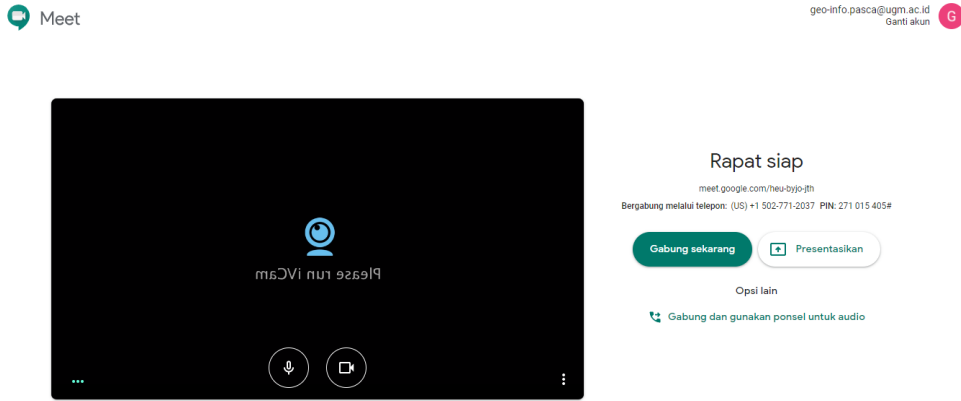 Meet
geo-info.pasca@ugm.ac.id
Ganti akun
G
Please run iVCam
Rapat siap
meet.google.com/heu-byjo-jth
Bergabung melalui telepon: (US) +1 502-771-2037 PIN: 271 015 405#
Gabung sekarang
Presentasikan
Opsi lain
Gabung dan gunakan ponsel untuk audio